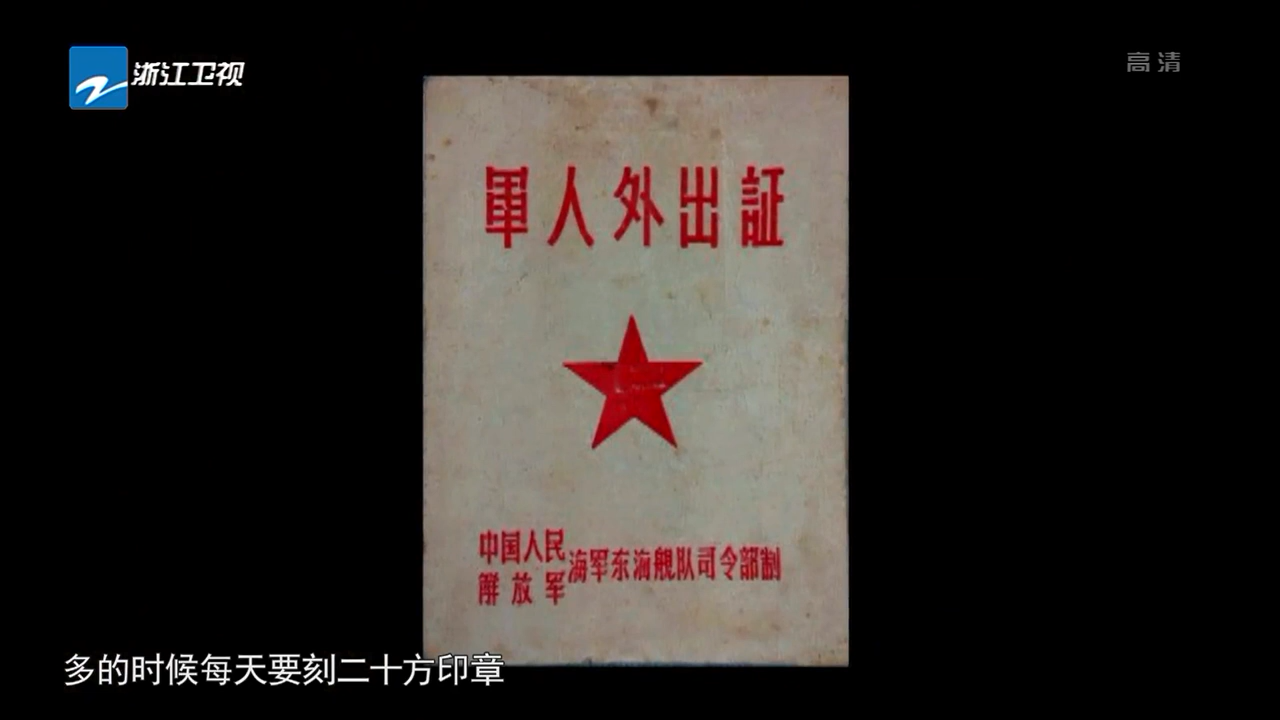 浙江卫视
高清
軍人外出証
中国人民
解放军
海军东海舰队司令部制
多的时候每天要刻二十方印章